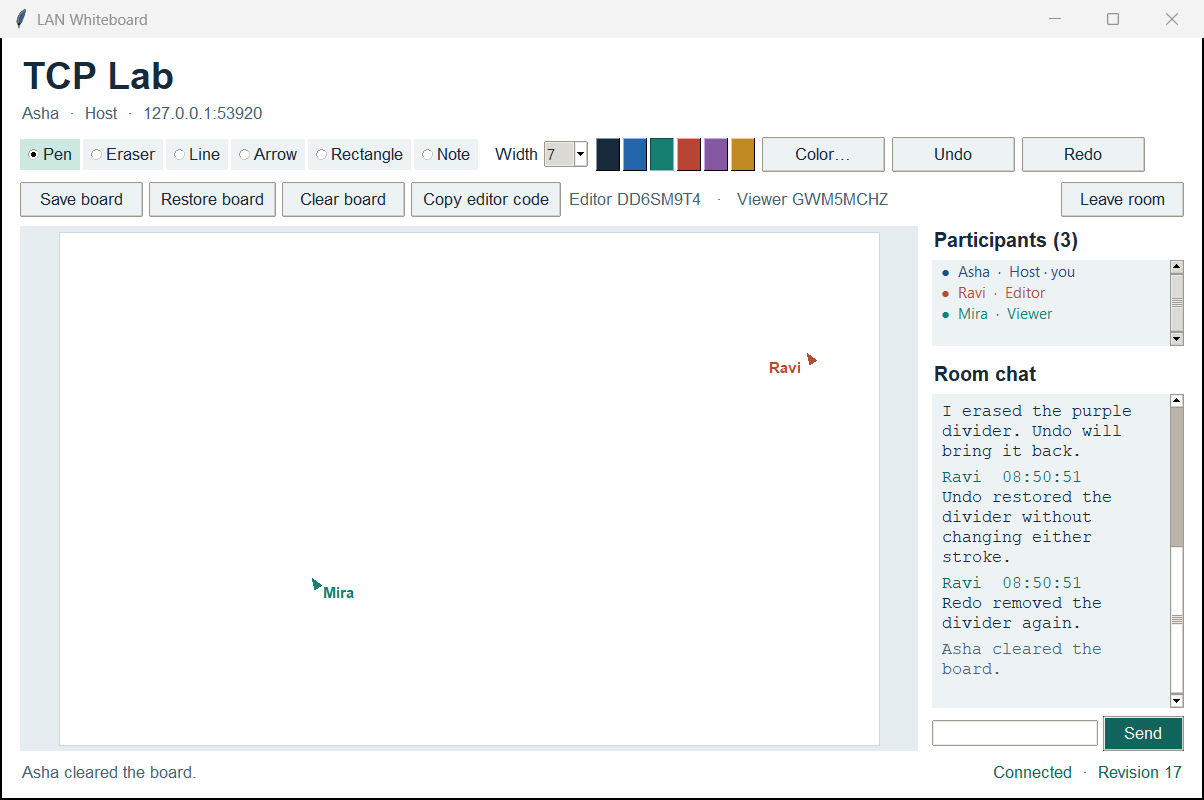 LAN Whiteboard
TCP Lab
Asha · Host · 127.0.0.1:53920
Pen Eraser Line Arrow Rectangle Note Width 7 Color... Undo Redo
Save board Restore board Clear board Copy editor code Editor DD6SM9T4 · Viewer GWM5MCHZ Leave room
Participants (3)
Asha · Host · you
Ravi · Editor
Mira · Viewer
Ravi
Mira
Room chat
I erased the purple
divider. Undo will
bring it back.
Ravi 08:50:51
Undo restored the
divider without
changing either
stroke.
Ravi 08:50:51
Redo removed the
divider again.
Asha cleared the
board.
Send
Asha cleared the board.
Connected · Revision 17